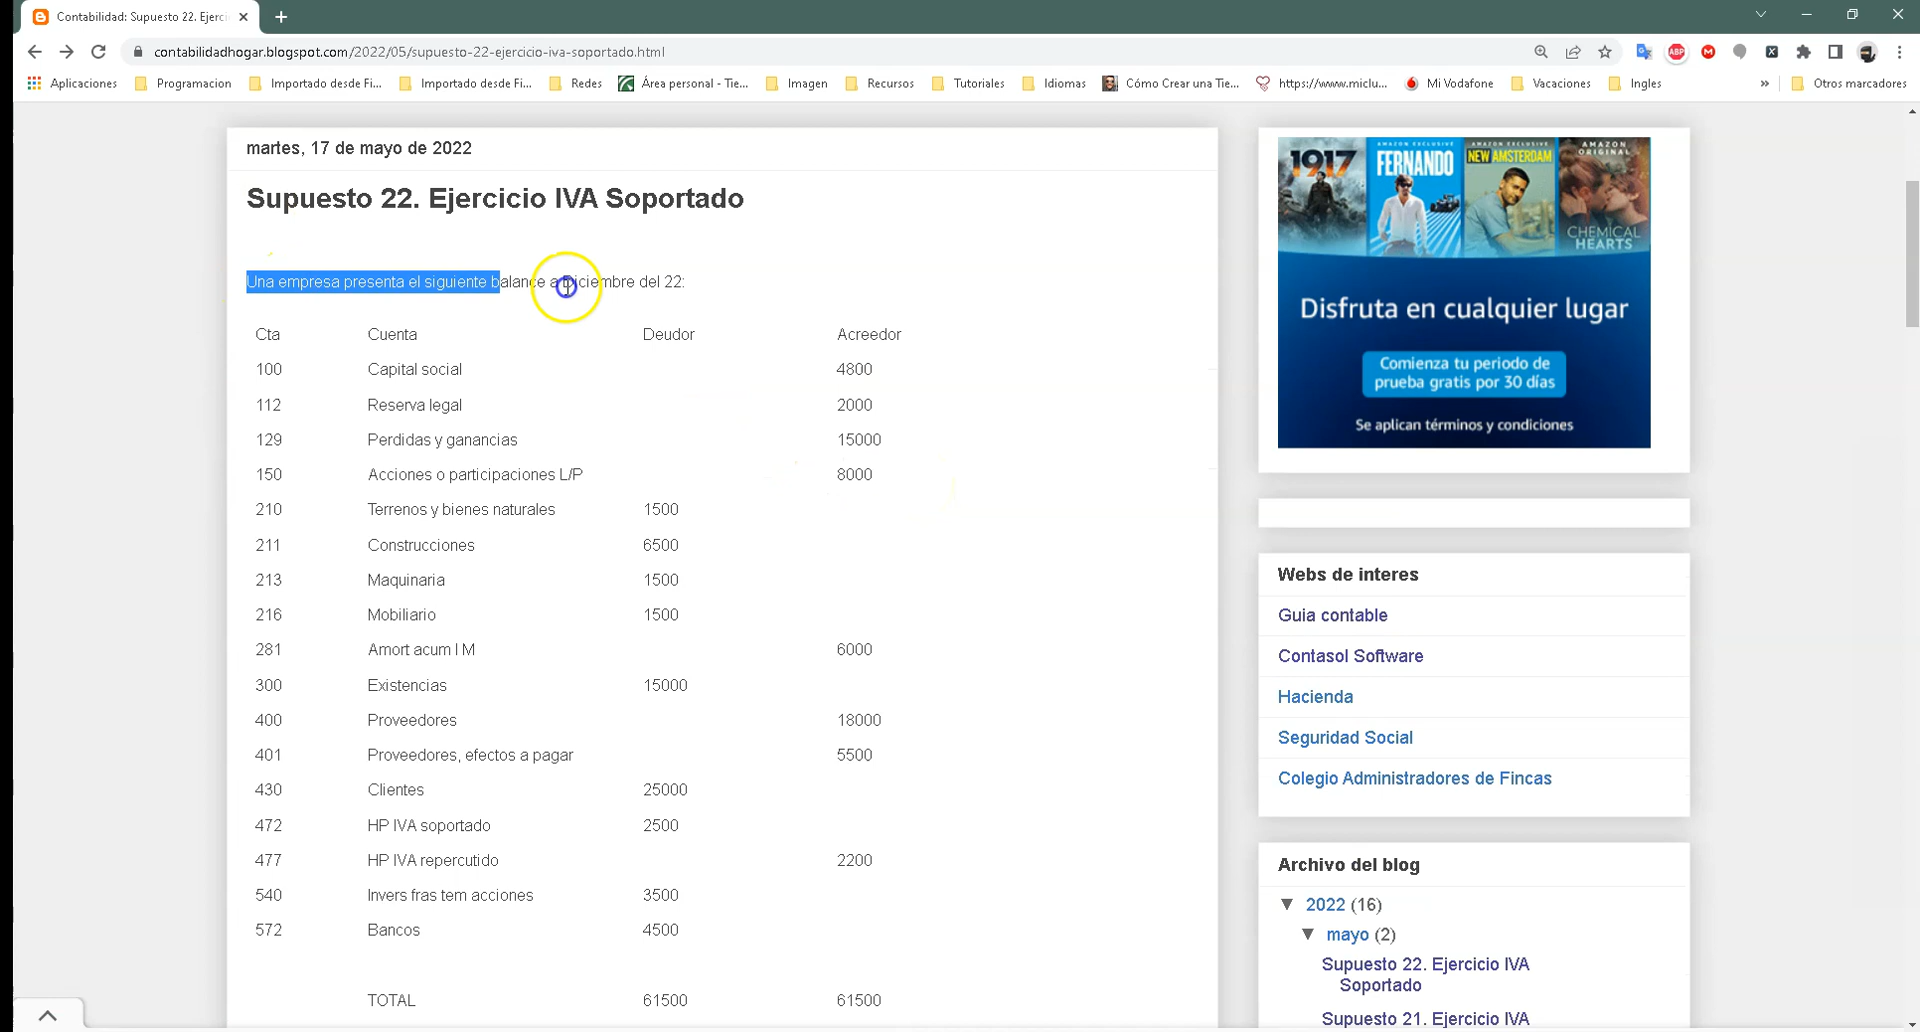 Contabilidad: Supuesto 22. Ejerci
contabilidadhogar.blogspot.com/2022/05/supuesto-22-ejercicio-iva-soportado.html
Aplicaciones Programacion Importado desde Fi... Importado desde Fi... Redes Área personal - Tie... Imagen Recursos Tutoriales Idiomas Cómo Crear una Tie... https://www.miclu... Mi Vodafone Vacaciones Ingles » Otros marcadores
martes, 17 de mayo de 2022
Supuesto 22. Ejercicio IVA Soportado
Una empresa presenta el siguiente balance a Diciembre del 22:
Cta Cuenta Deudor Acreedor
100 Capital social 4800
112 Reserva legal 2000
129 Perdidas y ganancias 15000
150 Acciones o participaciones L/P 8000
210 Terrenos y bienes naturales 1500
211 Construcciones 6500
213 Maquinaria 1500
216 Mobiliario 1500
281 Amort acum I M 6000
300 Existencias 15000
400 Proveedores 18000
401 Proveedores, efectos a pagar 5500
430 Clientes 25000
472 HP IVA soportado 2500
477 HP IVA repercutido 2200
540 Invers fras tem acciones 3500
572 Bancos 4500
TOTAL 61500 61500
1917
AMAZON EXCLUSIVE
FERNANDO
AMAZON EXCLUSIVE
NEW AMSTERDAM
AMAZON ORIGINAL
CHEMICAL
HEARTS
Disfruta en cualquier lugar
Comienza tu periodo de
prueba gratis por 30 días
Se aplican términos y condiciones
Webs de interes
Guia contable
Contasol Software
Hacienda
Seguridad Social
Colegio Administradores de Fincas
Archivo del blog
▼ 2022 (16)
▼ mayo (2)
Supuesto 22. Ejercicio IVA
Soportado
Supuesto 21. Ejercicio IVA